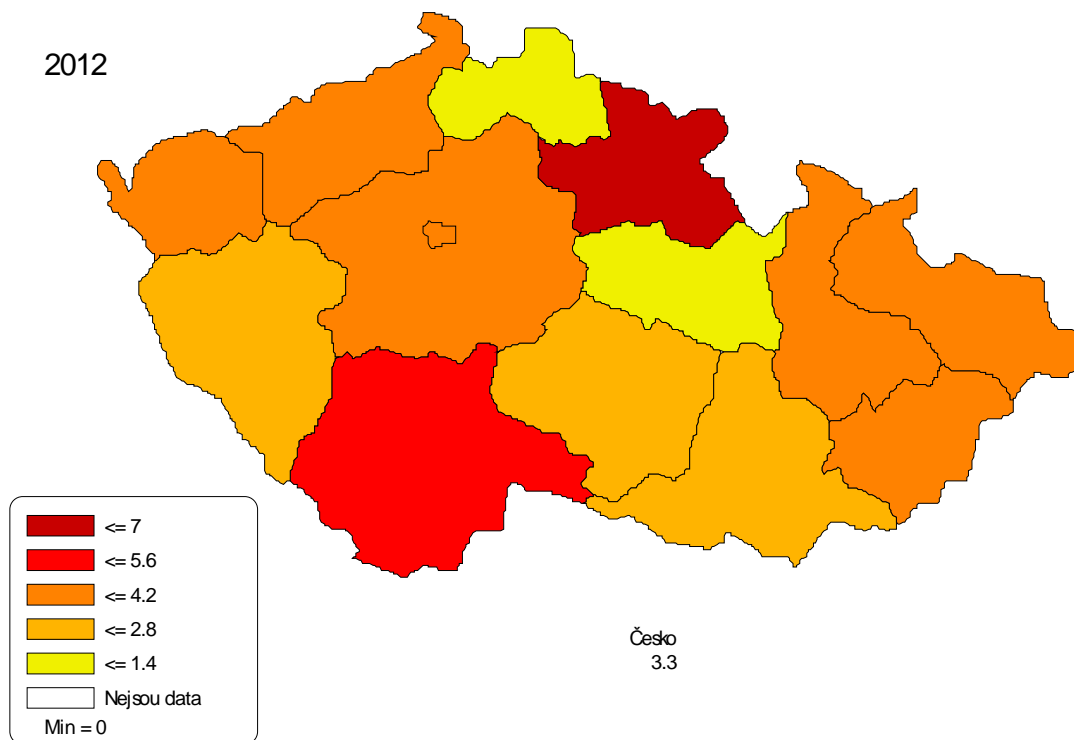 2012
<= 7
<= 5.6
<= 4.2
<= 2.8
<= 1.4
Nejsou data
Min = 0
Česko
3.3